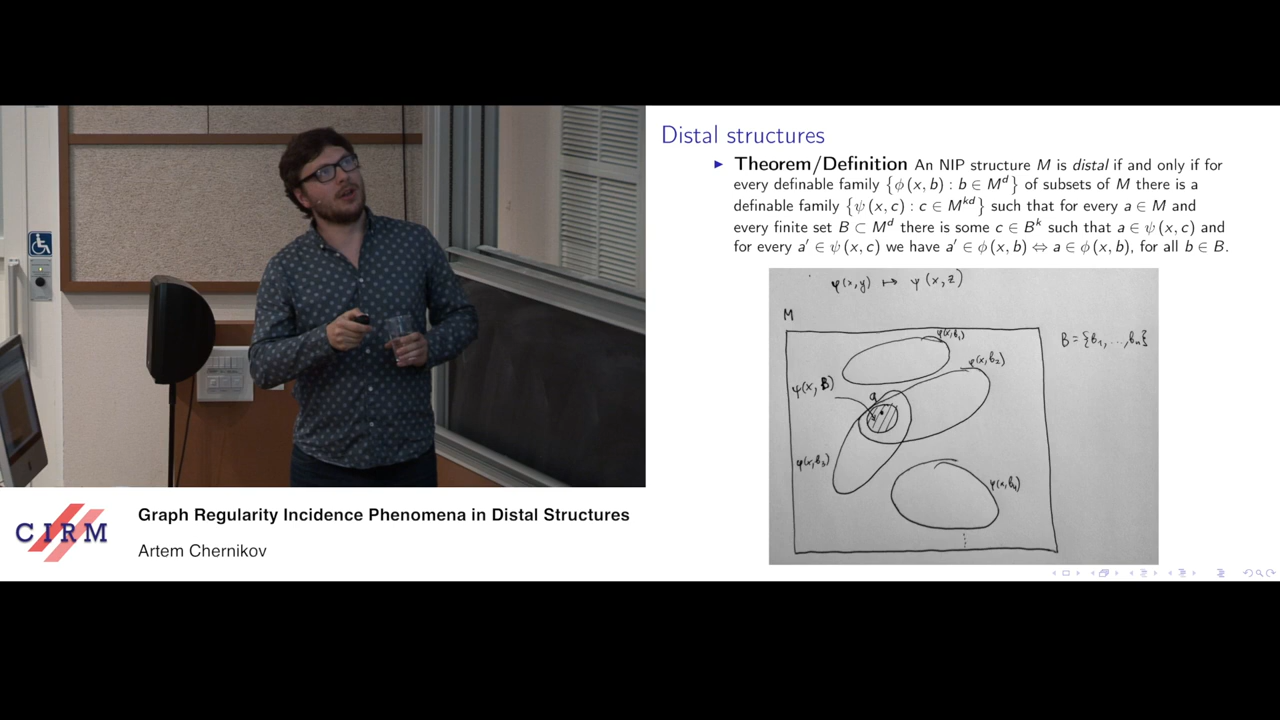 Distal structures
▶ Theorem/Definition An NIP structure M is distal if and only if for
every definable family {ϕ(x, b) : b ∈ M^d} of subsets of M there is a
definable family {ψ(x, c) : c ∈ M^{kd}} such that for every a ∈ M and
every finite set B ⊂ M^d there is some c ∈ B^k such that a ∈ ψ(x, c) and
for every a′ ∈ ψ(x, c) we have a′ ∈ ϕ(x, b) ⇔ a ∈ ϕ(x, b), for all b ∈ B.
φ(x,y) ↦ ψ(x,z)
M
φ(x,b₁)
B = {b₁, ..., bₙ}
φ(x,b₂)
ψ(x, B)
a
φ(x,b₃)
φ(x,b₄)
CIRM
Graph Regularity Incidence Phenomena in Distal Structures
Artem Chernikov